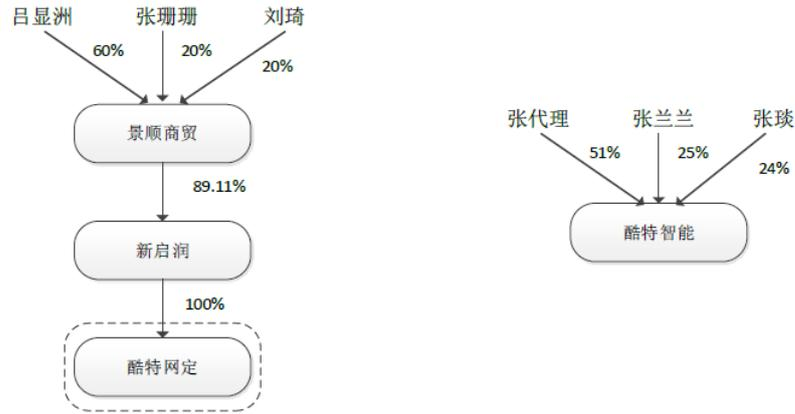 吕显洲 张珊珊 刘琦
60% 20% 20%
景顺商贸
89.11%
新启润
100%
酷特网定
张代理 张兰兰 张琰
51% 25% 24%
酷特智能